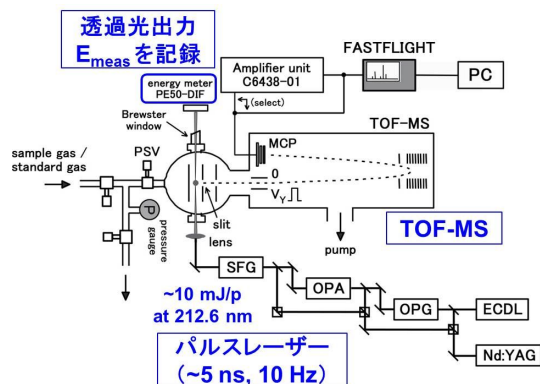 透過光出力
Emeasを記録
energy meter
PE50-DIF
Brewster
window
Amplifier unit
C6438-01
(select)
FASTFLIGHT
PC
TOF-MS
MCP
sample gas /
standard gas
PSV
P
pressure
gauge
slit
lens
0
VY
pump
TOF-MS
SFG
OPA
OPG
ECDL
Nd:YAG
~10 mJ/p
at 212.6 nm
パルスレーザー
(~5 ns, 10 Hz)